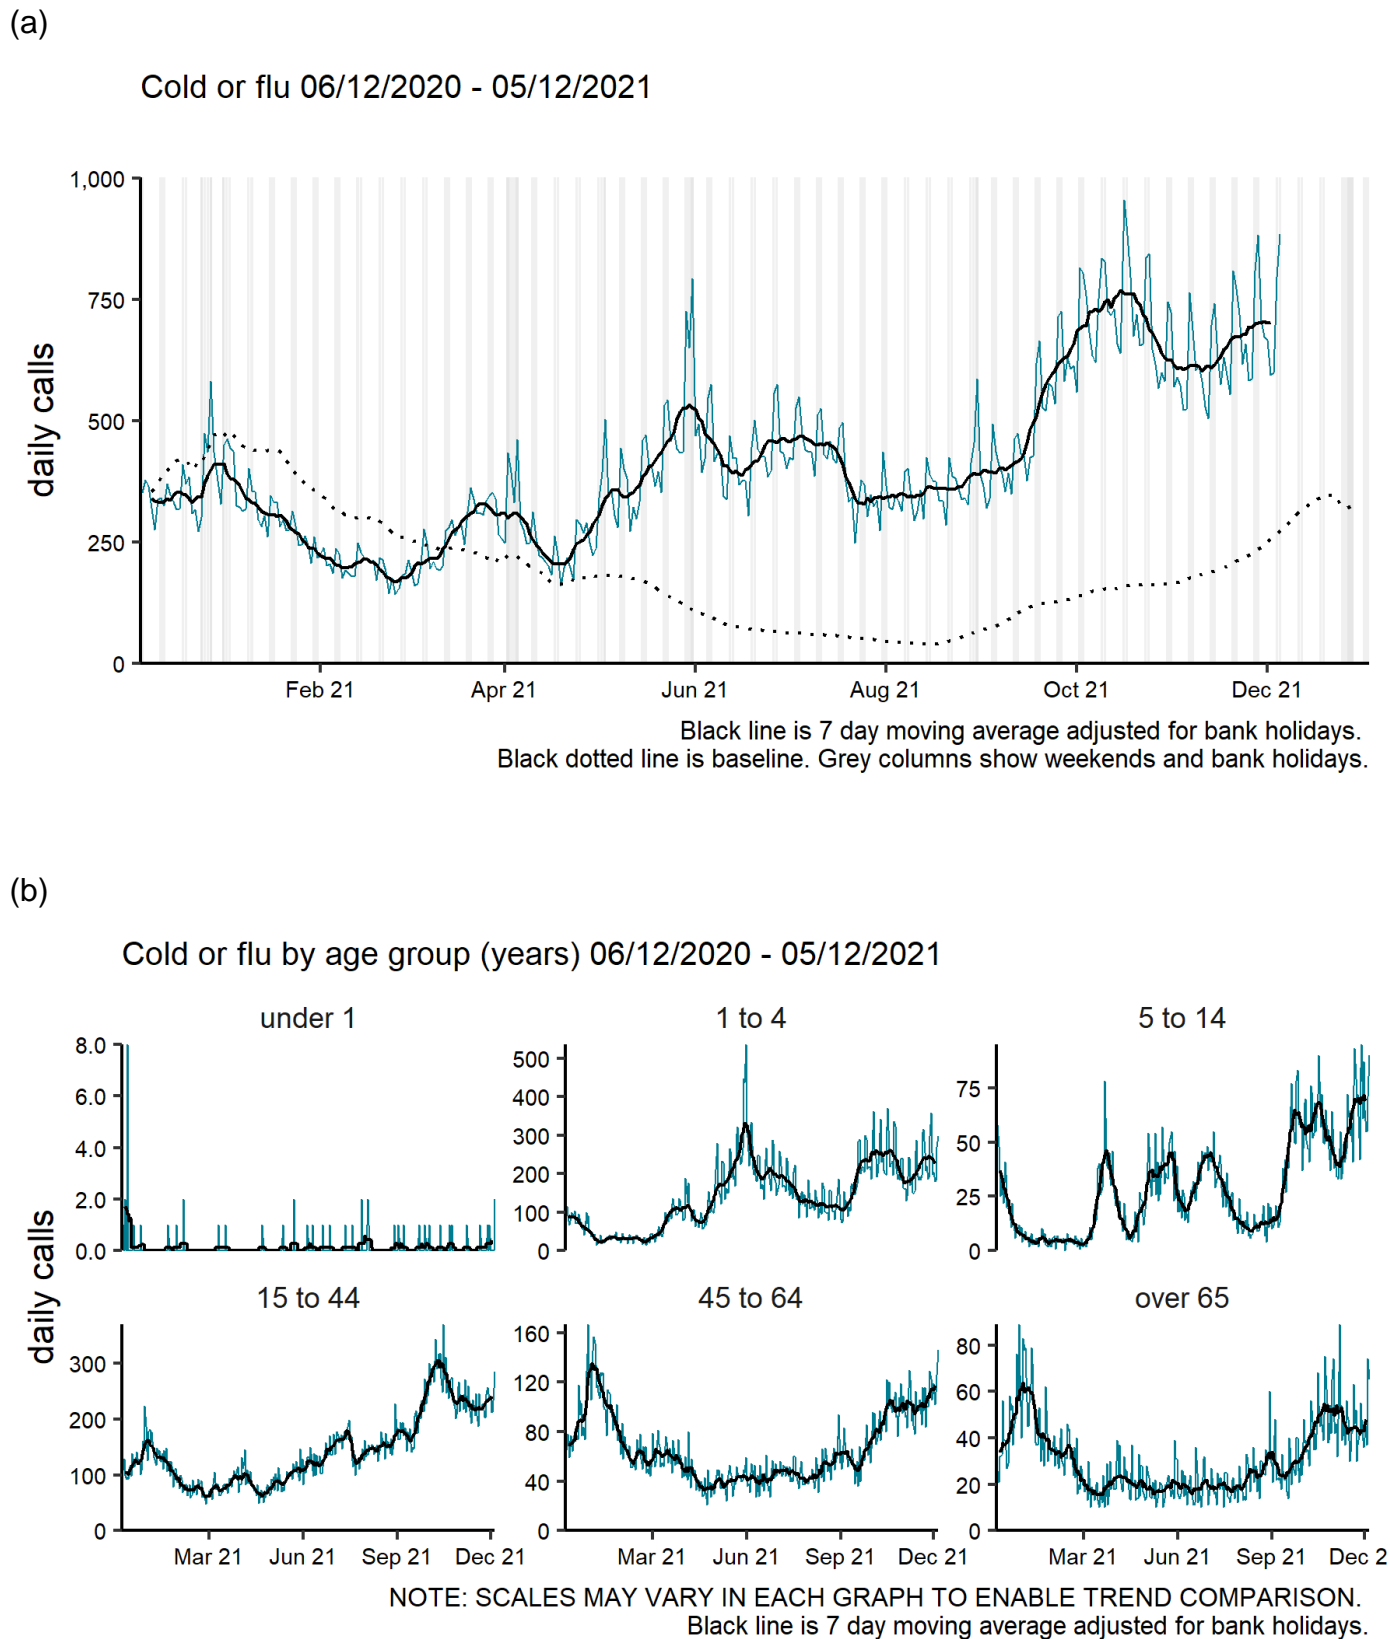 (a)
Cold or flu 06/12/2020 - 05/12/2021
1,000
750
500
250
0
daily calls
Feb 21 Apr 21 Jun 21 Aug 21 Oct 21 Dec 21
Black line is 7 day moving average adjusted for bank holidays.
Black dotted line is baseline. Grey columns show weekends and bank holidays.
(b)
Cold or flu by age group (years) 06/12/2020 - 05/12/2021
under 1
8.0
6.0
4.0
2.0
0.0
1 to 4
500
400
300
200
100
0
5 to 14
75
50
25
0
daily calls
15 to 44
300
200
100
0
Mar 21 Jun 21 Sep 21 Dec 21
45 to 64
160
120
80
40
0
Mar 21 Jun 21 Sep 21 Dec 21
over 65
80
60
40
20
0
Mar 21 Jun 21 Sep 21 Dec 2
NOTE: SCALES MAY VARY IN EACH GRAPH TO ENABLE TREND COMPARISON.
Black line is 7 day moving average adjusted for bank holidays.